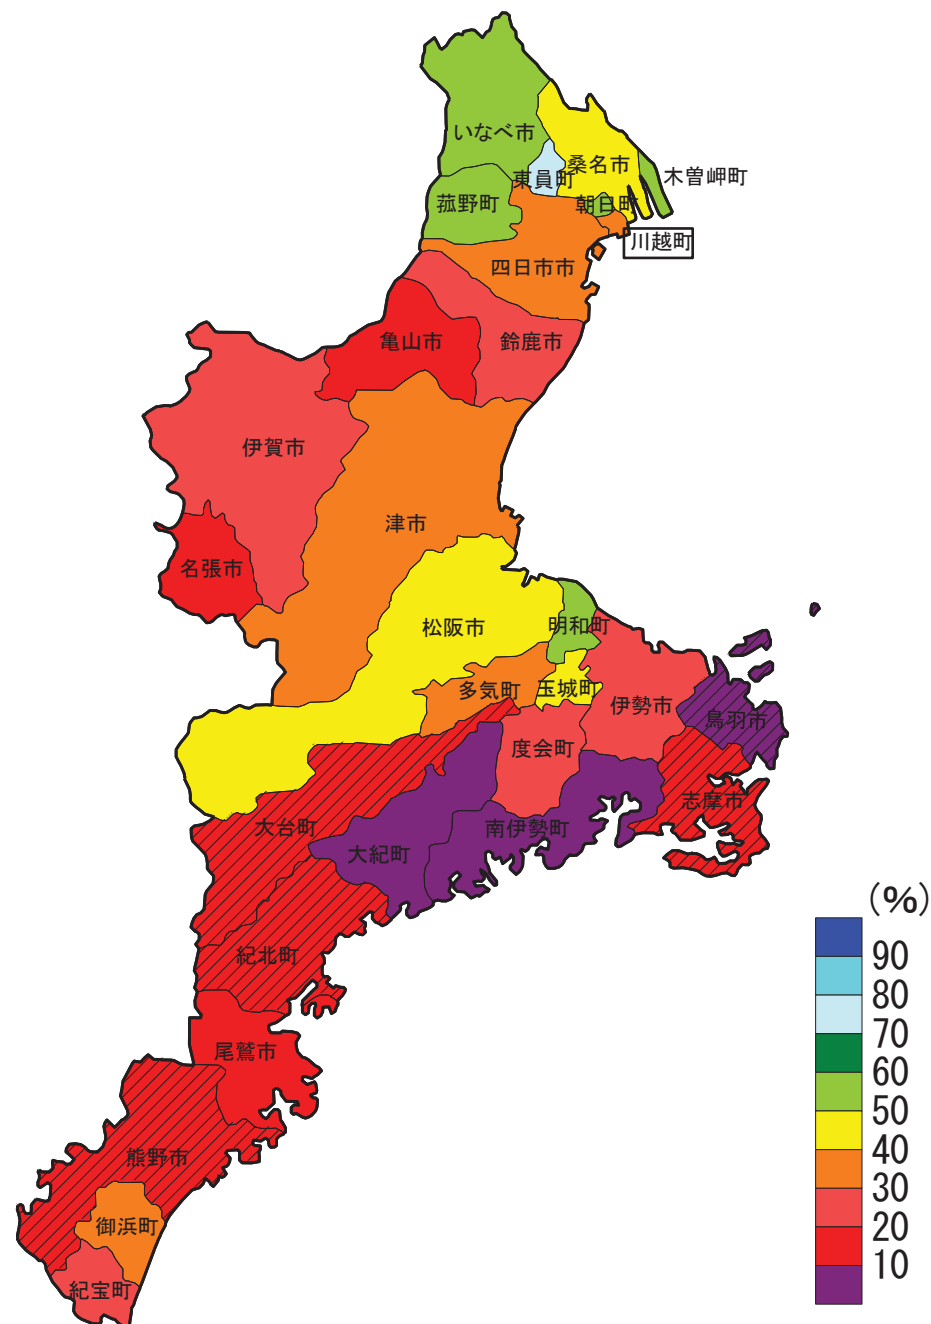 いなべ市
桑名市
東員町
木曽岬町
菰野町
朝日町
川越町
四日市市
亀山市
鈴鹿市
伊賀市
津市
名張市
松阪市
明和町
多気町
玉城町
伊勢市
鳥羽市
度会町
志摩市
大台町
南伊勢町
大紀町
紀北町
尾鷲市
熊野市
御浜町
紀宝町
(%)
90
80
70
60
50
40
30
20
10